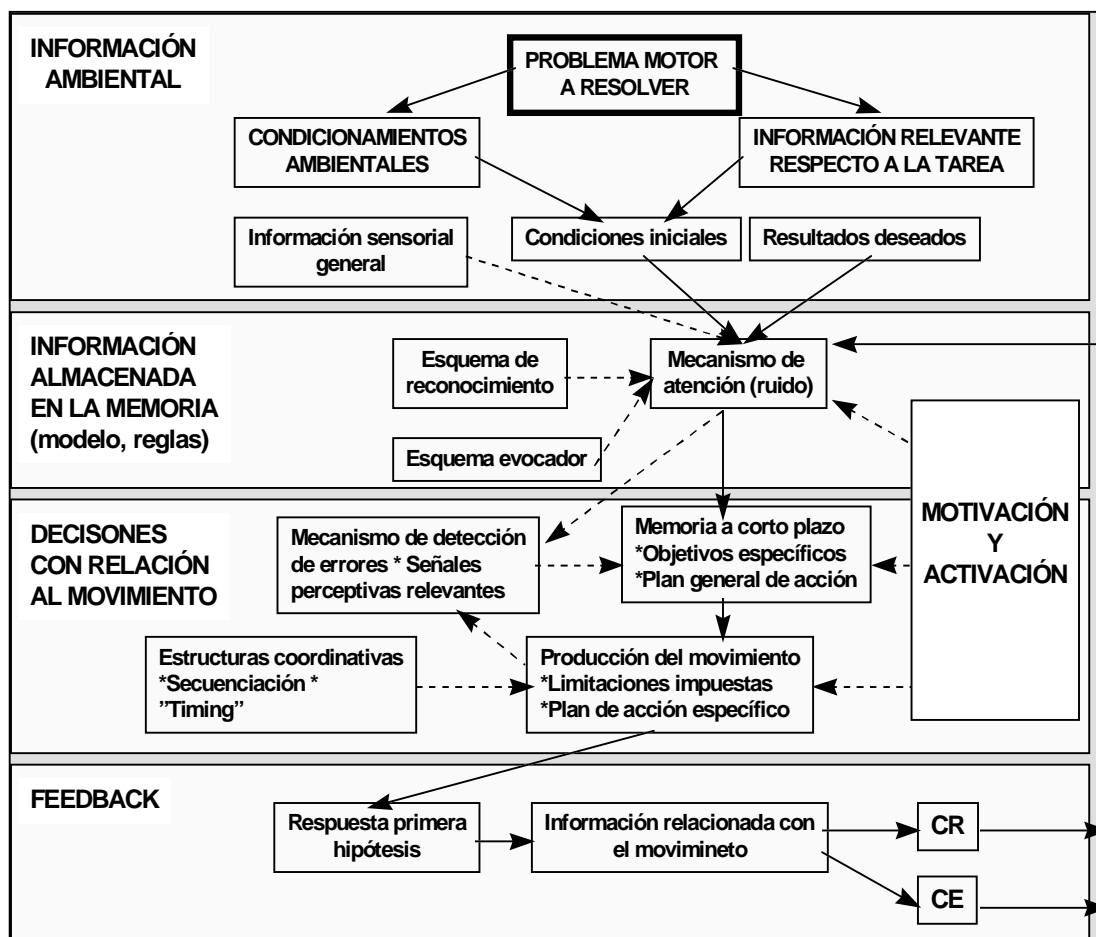 INFORMACIÓN
AMBIENTAL
PROBLEMA MOTOR
A RESOLVER
CONDICIONAMIENTOS
AMBIENTALES
INFORMACIÓN RELEVANTE
RESPECTO A LA TAREA
Información sensorial
general
Condiciones iniciales
Resultados deseados
INFORMACIÓN
ALMACENADA
EN LA MEMORIA
(modelo, reglas)
Esquema de
reconocimiento
Mecanismo de
atención (ruido)
Esquema evocador
MOTIVACIÓN
Y
ACTIVACIÓN
DECISONES
CON RELACIÓN
AL MOVIMIENTO
Mecanismo de detección
de errores * Señales
perceptivas relevantes
Memoria a corto plazo
*Objetivos específicos
*Plan general de acción
Estructuras coordinativas
*Secuenciación *
”Timing”
Producción del movimiento
*Limitaciones impuestas
*Plan de acción específico
FEEDBACK
Respuesta primera
hipótesis
Información relacionada con
el movimineto
CR
CE